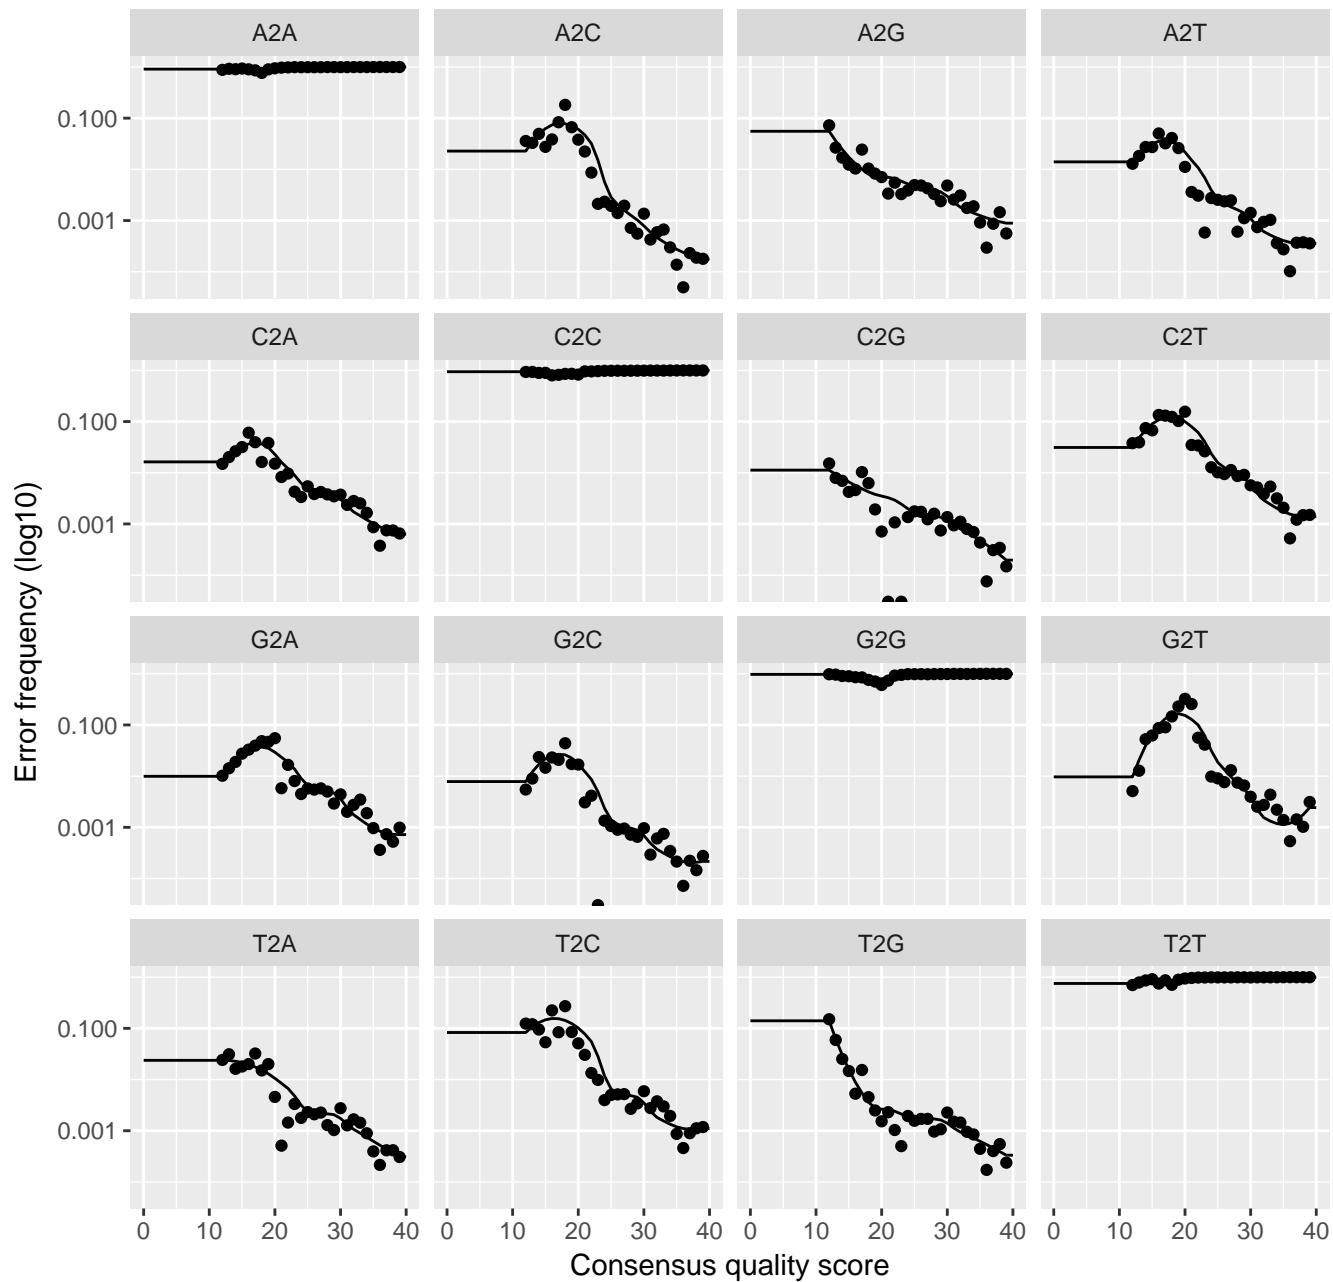 A2A A2C A2G A2T
0.100
0.001
C2A C2C C2G C2T
0.100
0.001
G2A G2C G2G G2T
0.100
0.001
T2A T2C T2G T2T
0.100
0.001
0 10 20 30 40 0 10 20 30 40 0 10 20 30 40 0 10 20 30 40
Consensus quality score
Error frequency (log10)